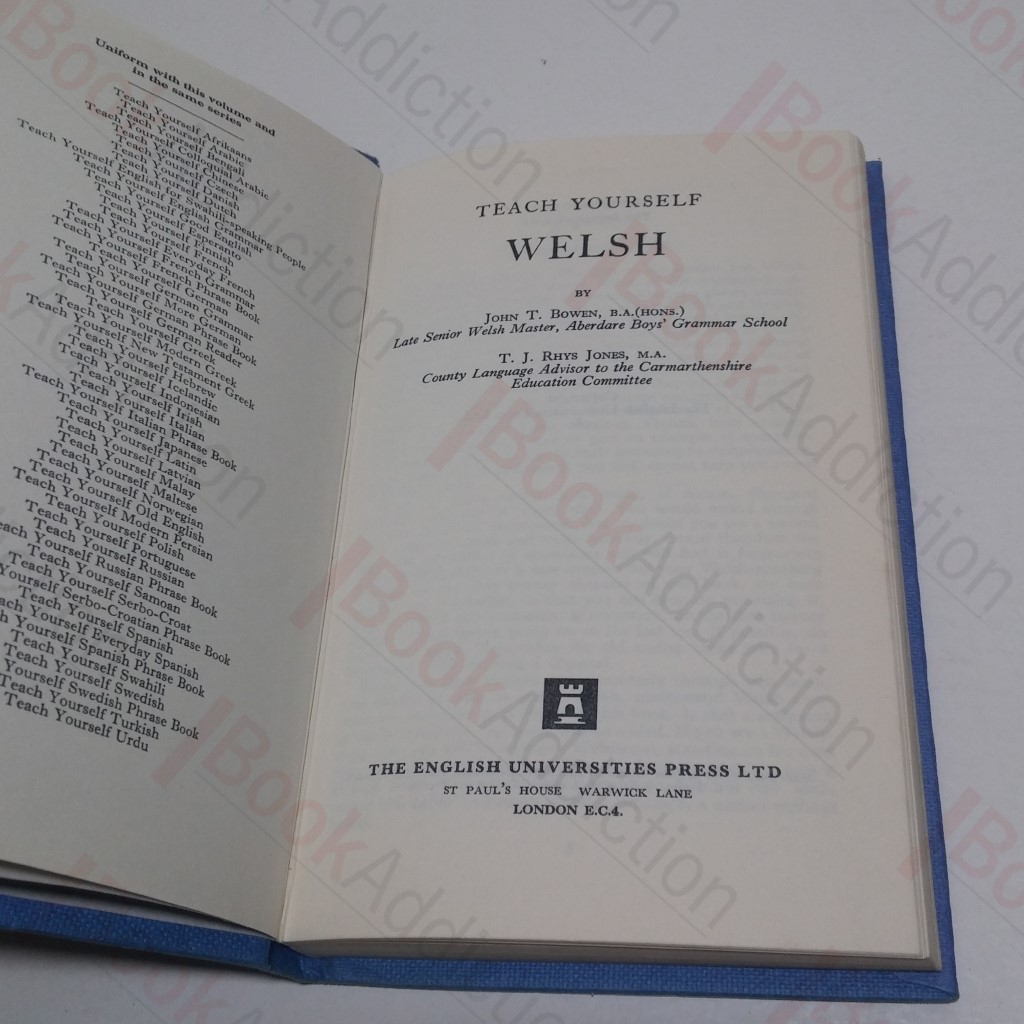 Uniform with this volume and
in the same series
Teach Yourself Afrikaans
Teach Yourself Arabic
Teach Yourself Bengali
Teach Yourself Chinese
Teach Yourself Colloquial Arabic
Teach Yourself Czech
Teach Yourself Danish
Teach Yourself Dutch
Teach Yourself English for Swahili-speaking People
Teach Yourself English Grammar
Teach Yourself Good English
Teach Yourself Esperanto
Teach Yourself Finnish
Teach Yourself Everyday French
Teach Yourself French Grammar
Teach Yourself French Phrase Book
Teach Yourself German
Teach Yourself German Grammar
Teach Yourself More German
Teach Yourself German Phrase Book
Teach Yourself German Reader
Teach Yourself Modern Greek
Teach Yourself New Testament Greek
Teach Yourself Hebrew
Teach Yourself Icelandic
Teach Yourself Indonesian
Teach Yourself Irish
Teach Yourself Italian
Teach Yourself Italian Phrase Book
Teach Yourself Japanese
Teach Yourself Latin
Teach Yourself Latvian
Teach Yourself Malay
Teach Yourself Maltese
Teach Yourself Norwegian
Teach Yourself Old English
Teach Yourself Modern Persian
Teach Yourself Polish
Teach Yourself Portuguese
Teach Yourself Russian
Yourself Russian Phrase Book
Teach Yourself Samoan
Teach Yourself Serbo-Croat
Yourself Serbo-Croatian Phrase Book
Teach Yourself Spanish
Yourself Everyday Spanish
Yourself Spanish Phrase Book
Teach Yourself Swahili
Teach Yourself Swedish
Yourself Swedish Phrase Book
Teach Yourself Turkish
Teach Yourself Urdu
TEACH YOURSELF
WELSH
BY
JOHN T. BOWEN, B.A.(HONS.)
Late Senior Welsh Master, Aberdare Boys' Grammar School
T. J. RHYS JONES, M.A.
County Language Advisor to the Carmarthenshire
Education Committee
THE ENGLISH UNIVERSITIES PRESS LTD
ST PAUL'S HOUSE WARWICK LANE
LONDON E.C.4.
BookAddiction